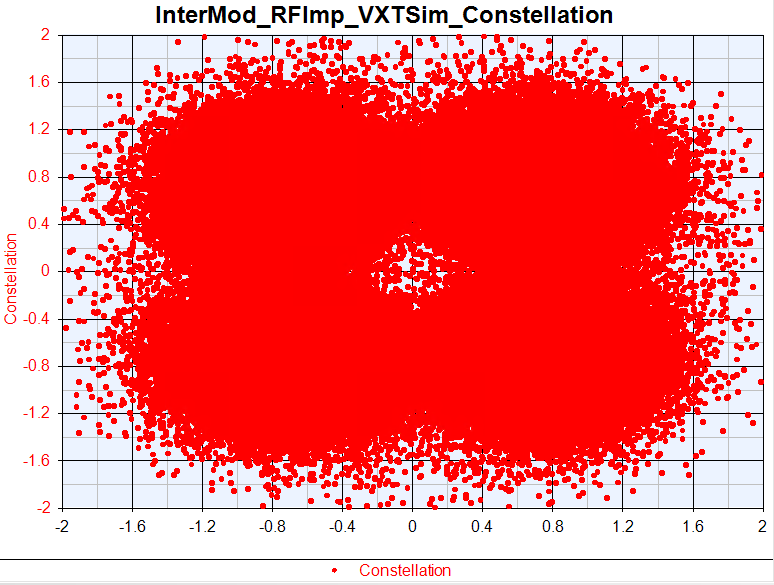 InterMod_RFImp_VXTSim_Constellation
2
1.6
1.2
0.8
0.4
0
-0.4
-0.8
-1.2
-1.6
-2
Constellation
-2 -1.6 -1.2 -0.8 -0.4 0 0.4 0.8 1.2 1.6 2
Constellation